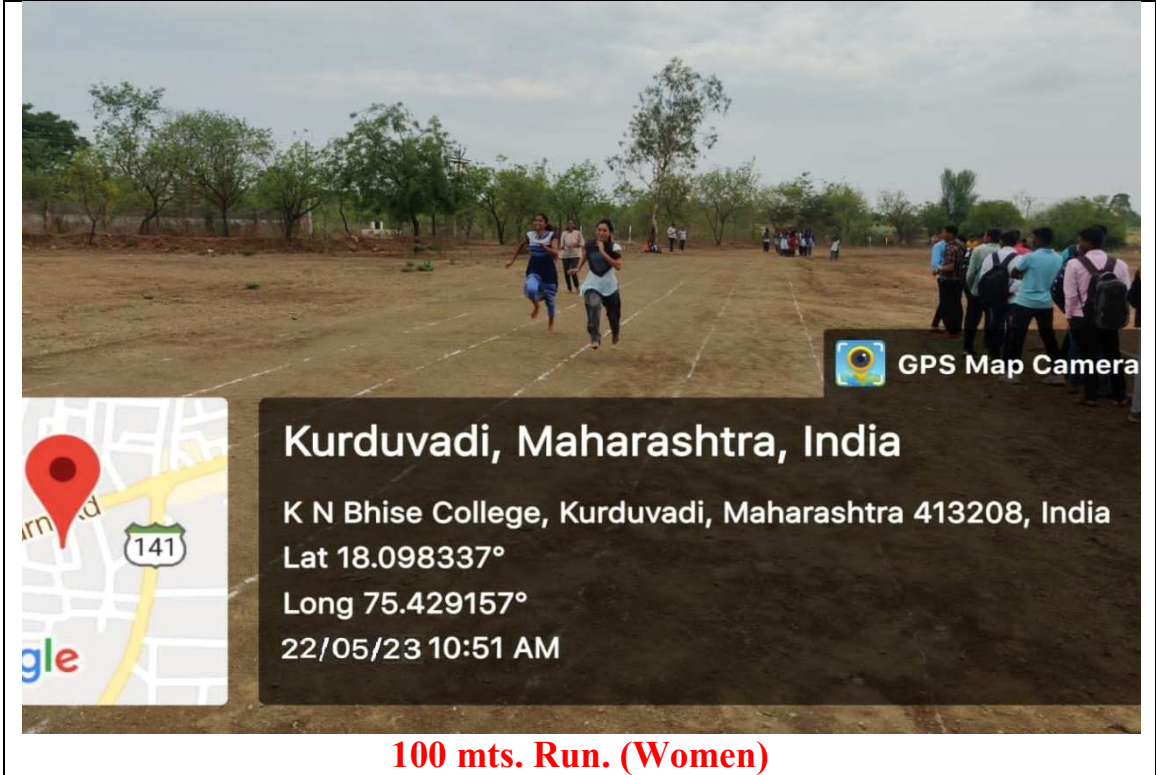 GPS Map Camera
Kurduvadi, Maharashtra, India
K N Bhise College, Kurduvadi, Maharashtra 413208, India
Lat 18.098337°
Long 75.429157°
22/05/23 10:51 AM
141
gle
100 mts. Run. (Women)